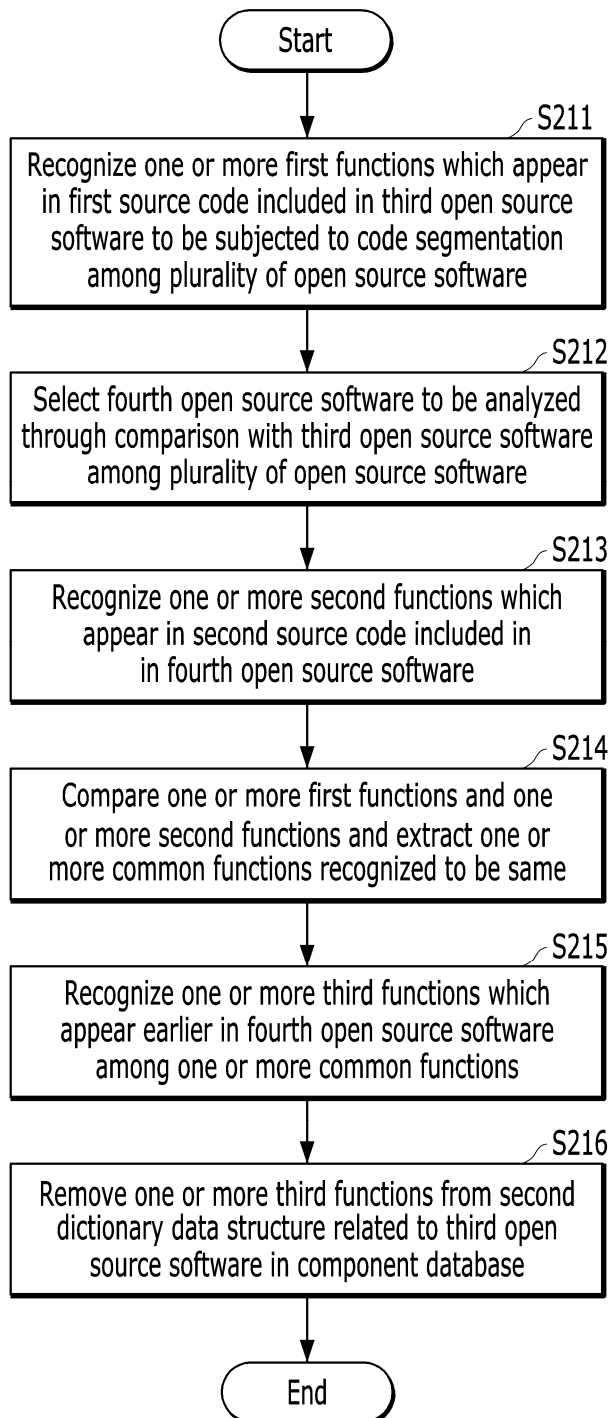 Start
S211
Recognize one or more first functions which appear
in first source code included in third open source
software to be subjected to code segmentation
among plurality of open source software
S212
Select fourth open source software to be analyzed
through comparison with third open source software
among plurality of open source software
S213
Recognize one or more second functions which
appear in second source code included in
in fourth open source software
S214
Compare one or more first functions and one
or more second functions and extract one or
more common functions recognized to be same
S215
Recognize one or more third functions which
appear earlier in fourth open source software
among one or more common functions
S216
Remove one or more third functions from second
dictionary data structure related to third open
source software in component database
End